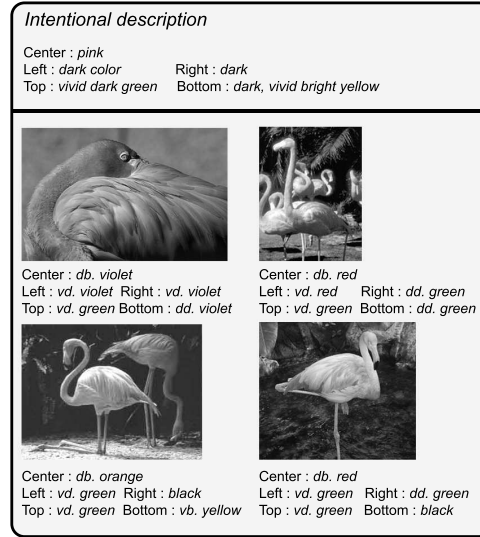 Intentional description
Center : pink
Left : dark color Right : dark
Top : vivid dark green Bottom : dark, vivid bright yellow
Center : db. violet
Left : vd. violet Right : vd. violet
Top : vd. green Bottom : dd. violet
Center : db. red
Left : vd. red Right : dd. green
Top : vd. green Bottom : dd. green
Center : db. orange
Left : vd. green Right : black
Top : vd. green Bottom : vb. yellow
Center : db. red
Left : vd. green Right : dd. green
Top : vd. green Bottom : black